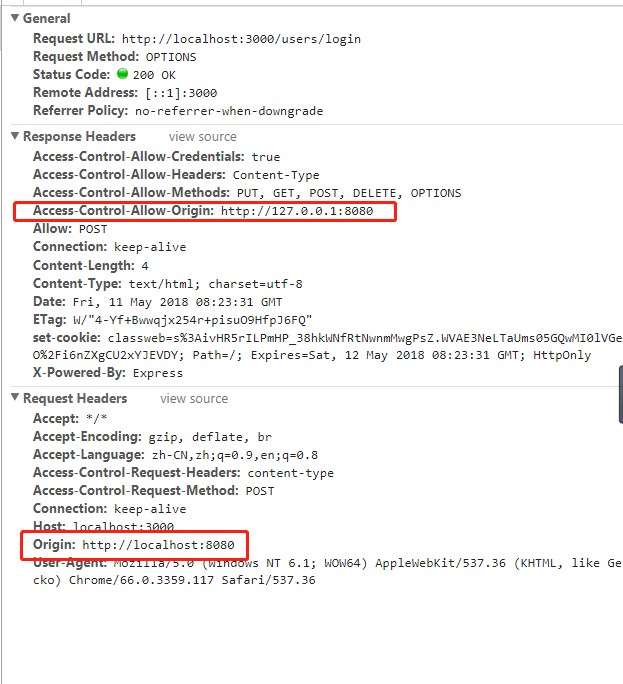 General
Request URL: http://localhost:3000/users/login
Request Method: OPTIONS
Status Code: 200 OK
Remote Address: [::1]:3000
Referrer Policy: no-referrer-when-downgrade
Response Headers view source
Access-Control-Allow-Credentials: true
Access-Control-Allow-Headers: Content-Type
Access-Control-Allow-Methods: PUT, GET, POST, DELETE, OPTIONS
Access-Control-Allow-Origin: http://127.0.0.1:8080
Allow: POST
Connection: keep-alive
Content-Length: 4
Content-Type: text/html; charset=utf-8
Date: Fri, 11 May 2018 08:23:31 GMT
ETag: W/"4-Yf+Bwwqjx254r+pisuO9HfpJ6FQ"
set-cookie: classweb=s%3AivHR5rILPmHP_38hkWNfRtNwnmMwgPsZ.WVAE3NeLTaUms05GQwMI0lVGe
O%2Fi6nZXgCU2xYJEVDY; Path=/; Expires=Sat, 12 May 2018 08:23:31 GMT; HttpOnly
X-Powered-By: Express
Request Headers view source
Accept: */*
Accept-Encoding: gzip, deflate, br
Accept-Language: zh-CN,zh;q=0.9,en;q=0.8
Access-Control-Request-Headers: content-type
Access-Control-Request-Method: POST
Connection: keep-alive
Host: localhost:3000
Origin: http://localhost:8080
User-Agent: Mozilla/5.0 (Windows NT 6.1; WOW64) AppleWebKit/537.36 (KHTML, like Ge
cko) Chrome/66.0.3359.117 Safari/537.36